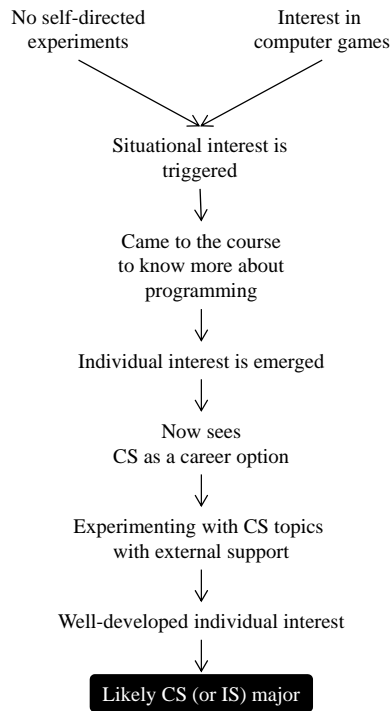 No self-directed
experiments
Interest in
computer games
Situational interest is
triggered
Came to the course
to know more about
programming
Individual interest is emerged
Now sees
CS as a career option
Experimenting with CS topics
with external support
Well-developed individual interest
Likely CS (or IS) major